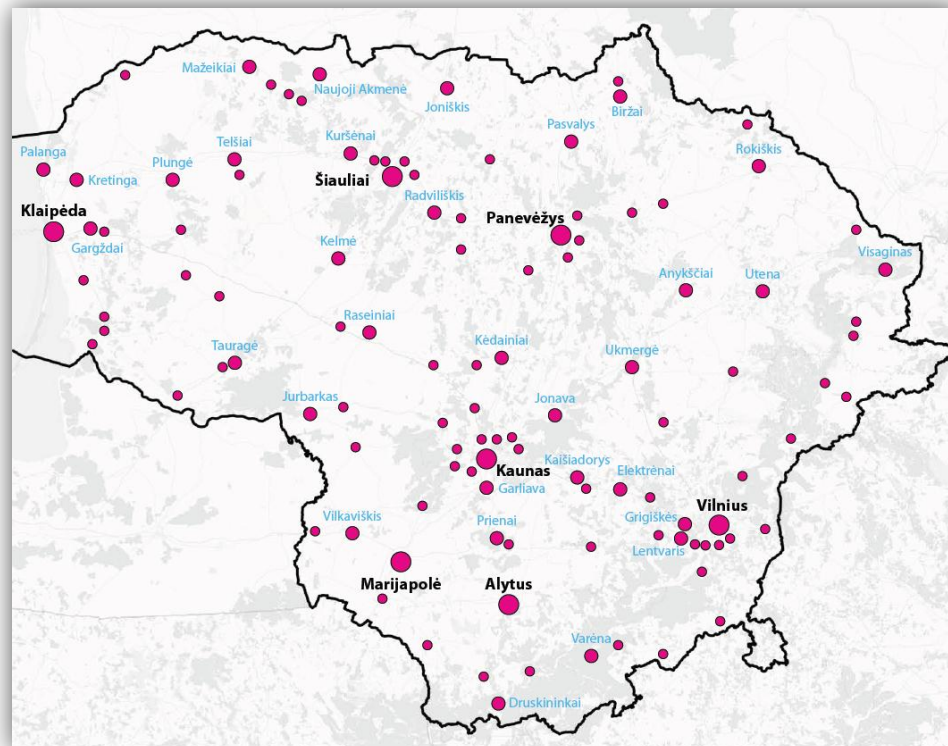 Mažeikiai
Naujoji Akmenė
Joniškis
Biržai
Pasvalys
Kuršėnai
Telšiai
Plungė
Palanga
Kretinga
Šiauliai
Rokiškis
Radviliškis
Klaipėda
Panevėžys
Gargždai
Kelmė
Visaginas
Anykščiai
Utena
Raseiniai
Tauragė
Kėdainiai
Ukmergė
Jurbarkas
Jonava
Kaunas
Kaišiadorys
Elektrėnai
Garliava
Vilnius
Grigiškės
Vilkaviškis
Prienai
Lentvaris
Marijapolė
Alytus
Varėna
Druskininkai